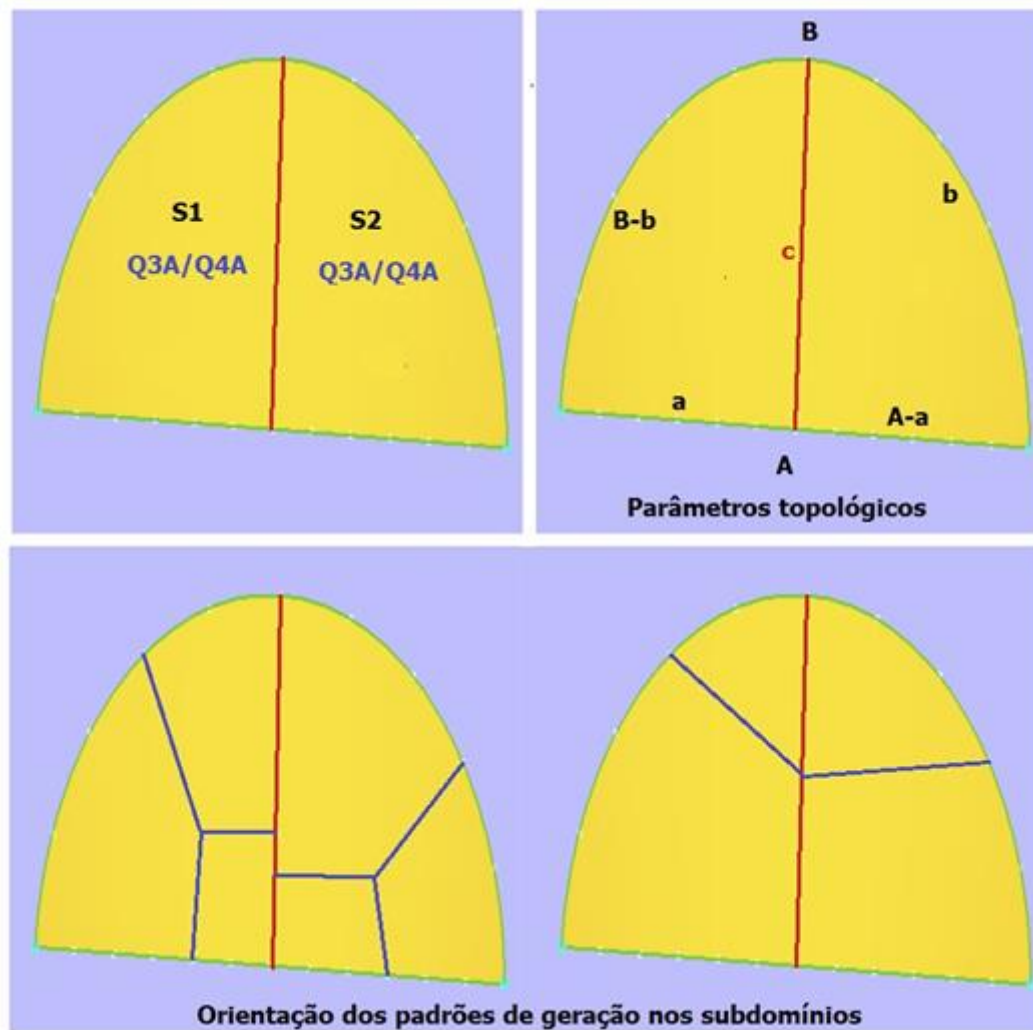 S1
S2
Q3A/Q4A
Q3A/Q4A
B
B-b
b
c
a
A-a
A
Parâmetros topológicos
Orientação dos padrões de geração nos subdomínios